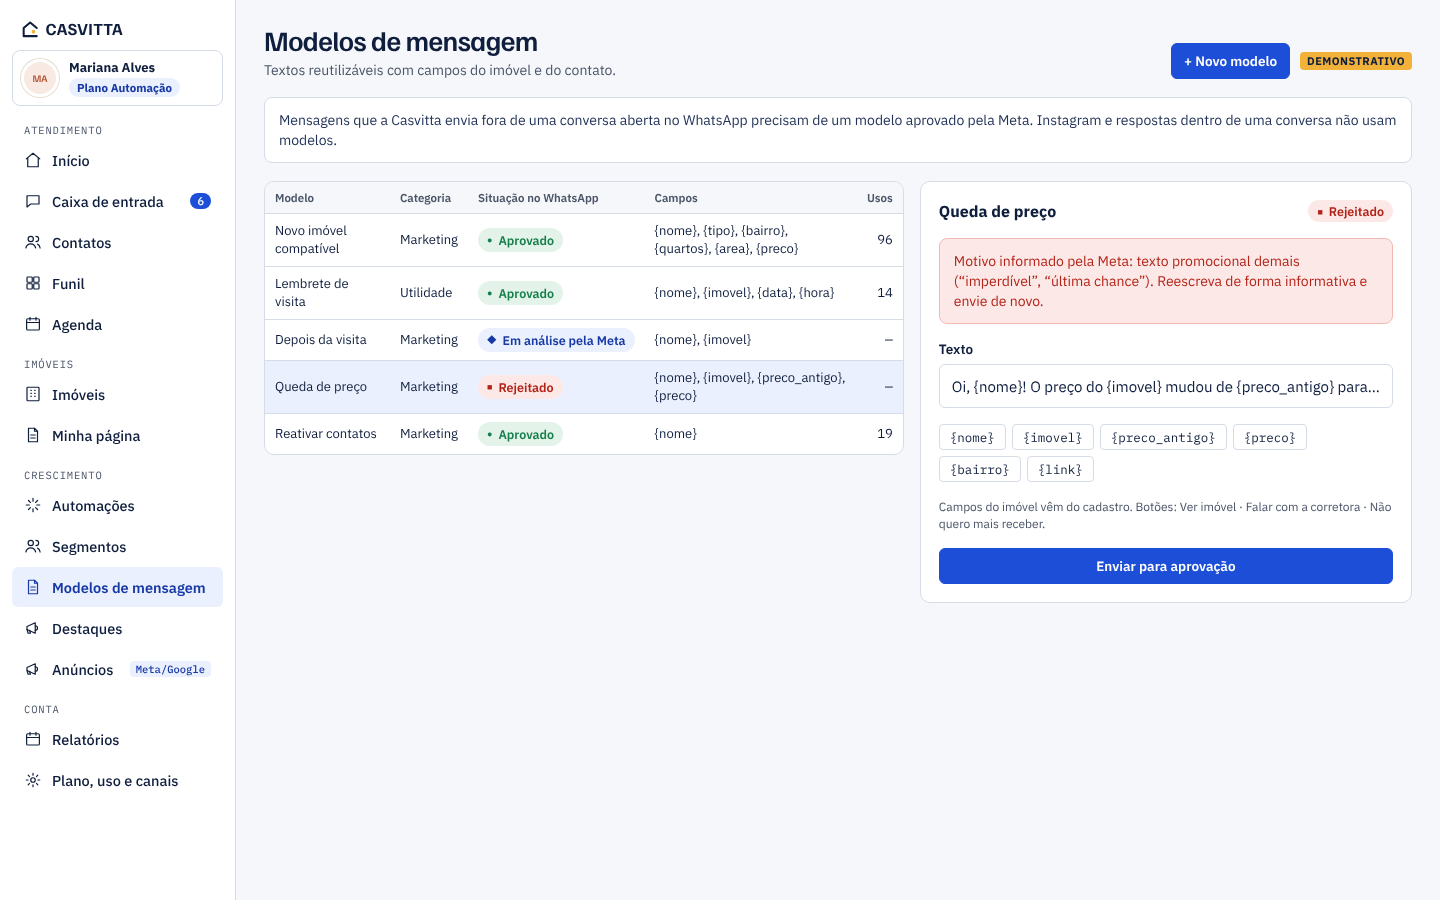 CASVITTA
MA
Mariana Alves
Plano Automação
ATENDIMENTO
Início
Caixa de entrada 6
Contatos
Funil
Agenda
IMÓVEIS
Imóveis
Minha página
CRESCIMENTO
Automações
Segmentos
Modelos de mensagem
Destaques
Anúncios Meta/Google
CONTA
Relatórios
Plano, uso e canais
Modelos de mensagem
Textos reutilizáveis com campos do imóvel e do contato.
+ Novo modelo
DEMONSTRATIVO
Mensagens que a Casvitta envia fora de uma conversa aberta no WhatsApp precisam de um modelo aprovado pela Meta. Instagram e respostas dentro de uma conversa não usam
modelos.
Modelo Categoria Situação no WhatsApp Campos Usos
Novo imóvel
compatível
Marketing
Aprovado
{nome}, {tipo}, {bairro},
{quartos}, {area}, {preco}
96
Lembrete de
visita
Utilidade
Aprovado
{nome}, {imovel}, {data}, {hora}
14
Depois da visita Marketing Em análise pela Meta {nome}, {imovel} —
Queda de preço
Marketing
Rejeitado
{nome}, {imovel}, {preco_antigo},
{preco}
—
Reativar contatos Marketing Aprovado {nome} 19
Queda de preço
Rejeitado
Motivo informado pela Meta: texto promocional demais
(“imperdível”, “última chance”). Reescreva de forma informativa e
envie de novo.
Texto
Oi, {nome}! O preço do {imovel} mudou de {preco_antigo} para...
{nome} {imovel} {preco_antigo} {preco}
{bairro} {link}
Campos do imóvel vêm do cadastro. Botões: Ver imóvel · Falar com a corretora · Não
quero mais receber.
Enviar para aprovação